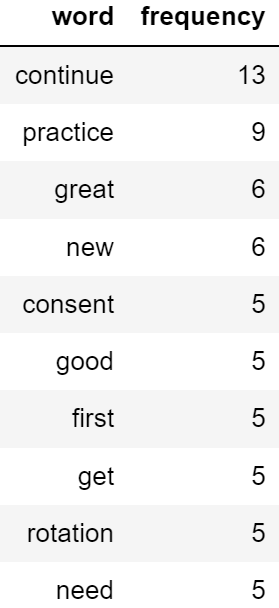 word frequency
continue 13
practice 9
great 6
new 6
consent 5
good 5
first 5
get 5
rotation 5
need 5